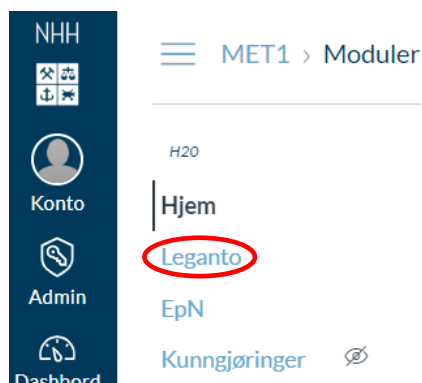 NHH
MET1 > Moduler
H20
Konto
Hjem
Leganto
Admin
EpN
Kunngjøringer
Dashbord